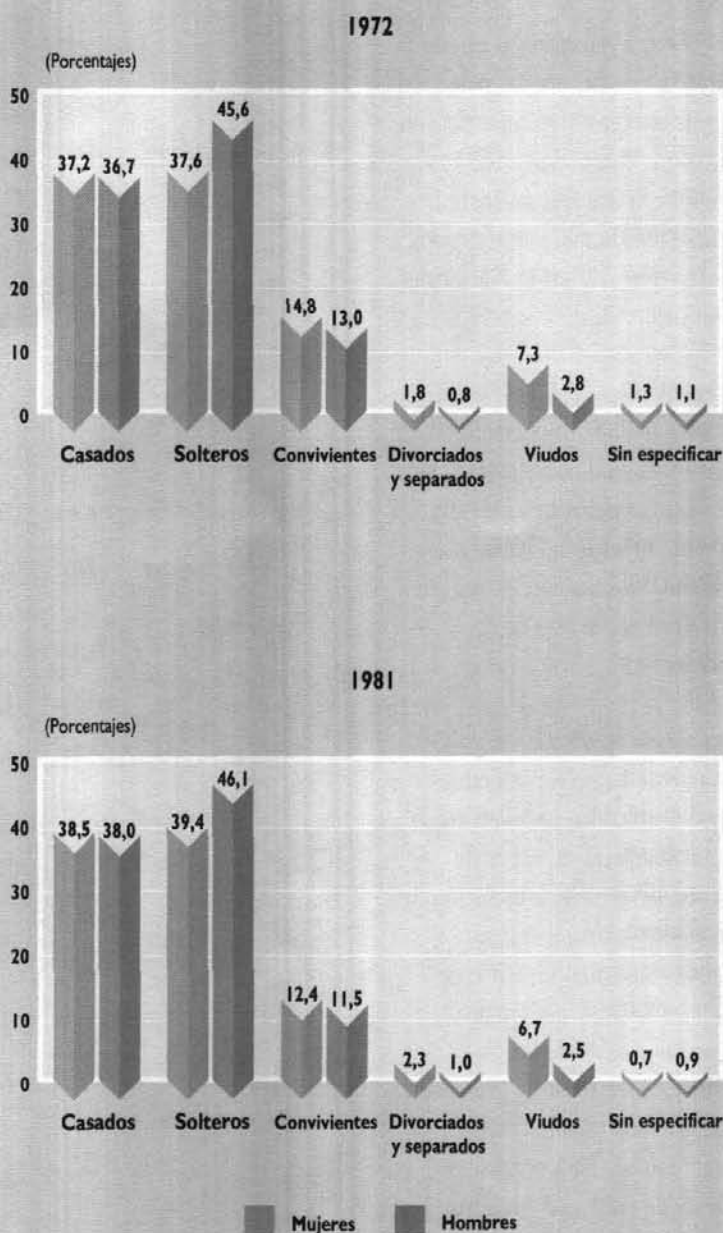 1972
(Porcentajes)
50
45,6
40
37,2 36,7 37,6
30
20
14,8 13,0
10
7,3
1,8 0,8 2,8 1,3 1,1
0
Casados Solteros Convivientes Divorciados y separados Viudos Sin especificar
1981
(Porcentajes)
50
46,1
40
38,5 38,0 39,4
30
20
12,4 11,5
10
6,7
2,3 1,0 2,5 0,7 0,9
0
Casados Solteros Convivientes Divorciados y separados Viudos Sin especificar
Mujeres Hombres